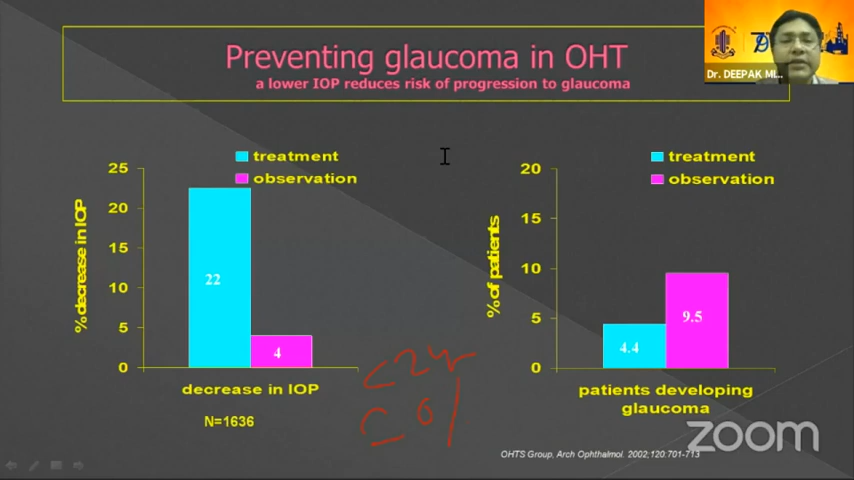 Preventing glaucoma in OHT
a lower IOP reduces risk of progression to glaucoma
Dr. DEEPAK MI...
treatment
observation
% decrease in IOP
25
20
15
10
5
0
22
4
decrease in IOP
N=1636
treatment
observation
% of patients
20
15
10
5
0
4.4
9.5
patients developing
glaucoma
<24
OHTS Group, Arch Ophthalmol. 2002;120:701-713
zoom